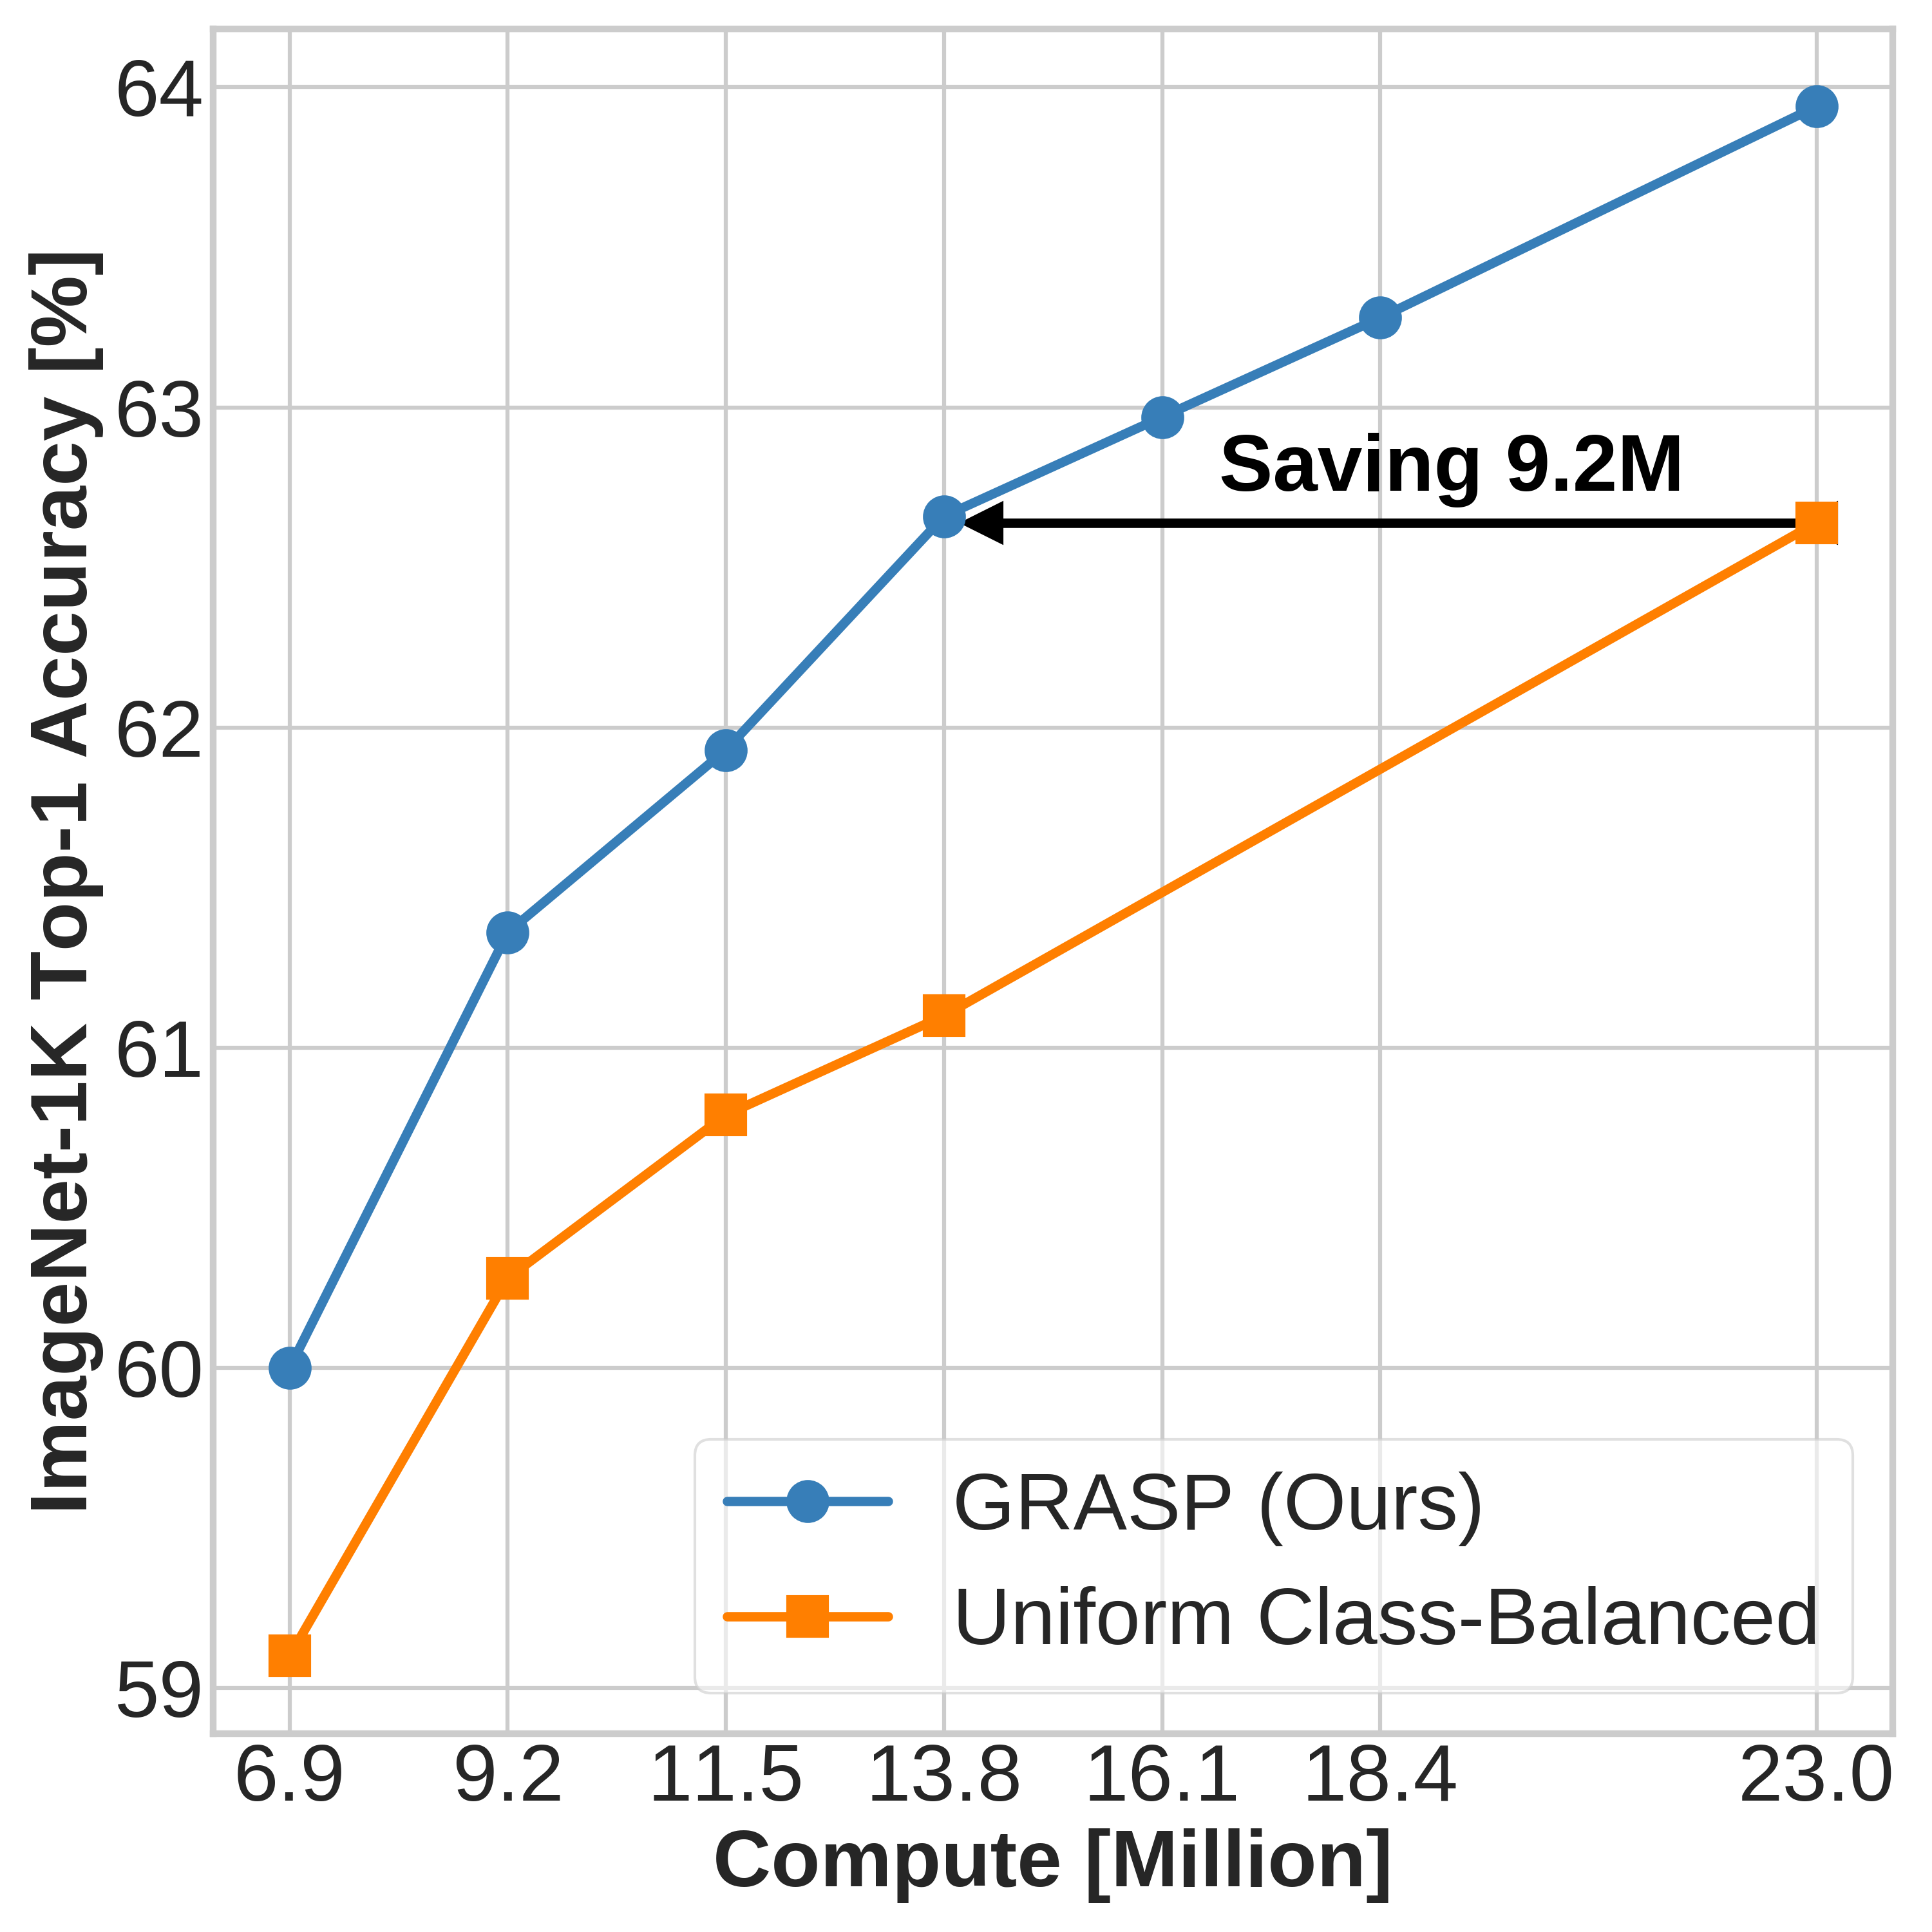 ImageNet-1K Top-1 Accuracy [%]
64
63
62
61
60
59
Saving 9.2M
GRASP (Ours)
Uniform Class-Balanced
6.9 9.2 11.5 13.8 16.1 18.4 23.0
Compute [Million]